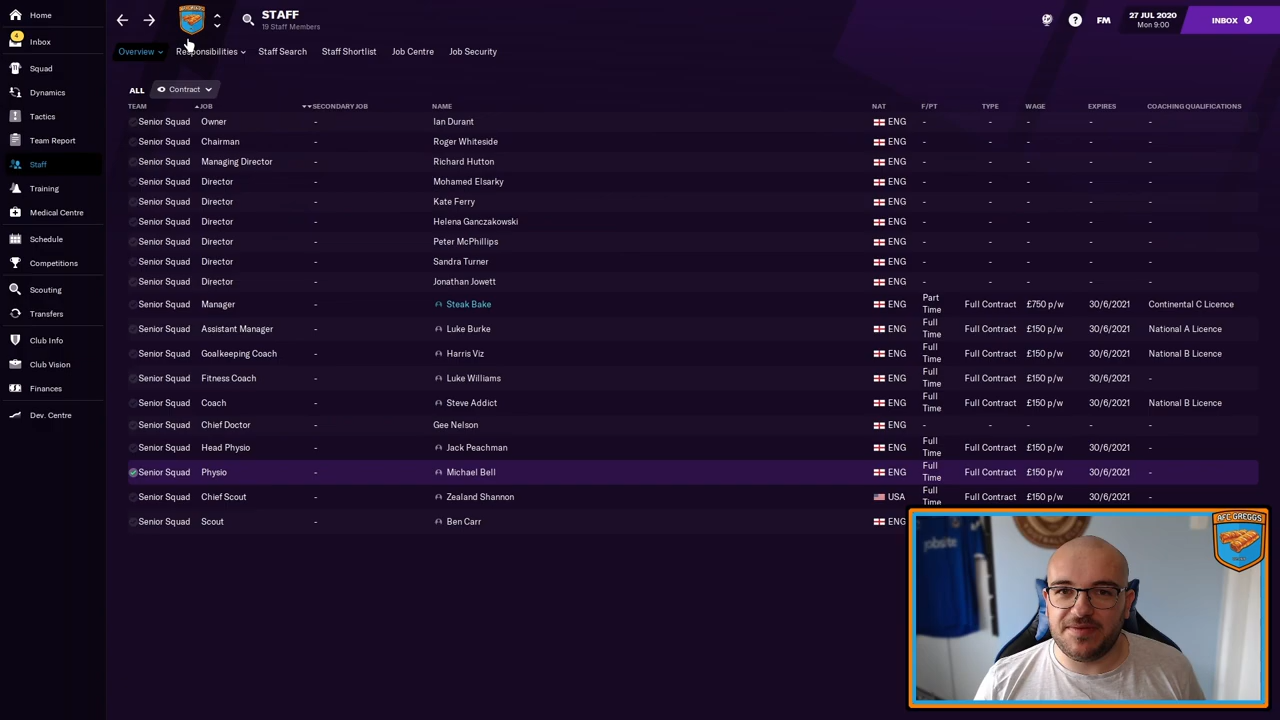 Home
4
Inbox
Squad
Dynamics
Tactics
Team Report
Staff
Training
Medical Centre
Schedule
Competitions
Scouting
Transfers
Club Info
Club Vision
Finances
Dev. Centre
STAFF
19 Staff Members
FM
27 JUL 2020
Mon 9:00
INBOX
Overview Responsibilities Staff Search Staff Shortlist Job Centre Job Security
ALL Contract
TEAM JOB SECONDARY JOB NAME NAT F/PT TYPE WAGE EXPIRES COACHING QUALIFICATIONS
Senior Squad Owner - Ian Durant ENG - - - - -
Senior Squad Chairman - Roger Whiteside ENG - - - - -
Senior Squad Managing Director - Richard Hutton ENG - - - - -
Senior Squad Director - Mohamed Elsarky ENG - - - - -
Senior Squad Director - Kate Ferry ENG - - - - -
Senior Squad Director - Helena Ganczakowski ENG - - - - -
Senior Squad Director - Peter McPhillips ENG - - - - -
Senior Squad Director - Sandra Turner ENG - - - - -
Senior Squad Director - Jonathan Jowett ENG - - - - -
Senior Squad Manager - Steak Bake ENG Part Time Full Contract £750 p/w 30/6/2021 Continental C Licence
Senior Squad Assistant Manager - Luke Burke ENG Full Time Full Contract £150 p/w 30/6/2021 National A Licence
Senior Squad Goalkeeping Coach - Harris Viz ENG Full Time Full Contract £150 p/w 30/6/2021 National B Licence
Senior Squad Fitness Coach - Luke Williams ENG Full Time Full Contract £150 p/w 30/6/2021 -
Senior Squad Coach - Steve Addict ENG Full Time Full Contract £150 p/w 30/6/2021 National B Licence
Senior Squad Chief Doctor - Gee Nelson ENG - - - - -
Senior Squad Head Physio - Jack Peachman ENG Full Time Full Contract £150 p/w 30/6/2021 -
Senior Squad Physio - Michael Bell ENG Full Time Full Contract £150 p/w 30/6/2021 -
Senior Squad Chief Scout - Zealand Shannon USA Full Time Full Contract £150 p/w 30/6/2021 -
Senior Squad Scout - Ben Carr ENG
AFC GREGGS
jobsite